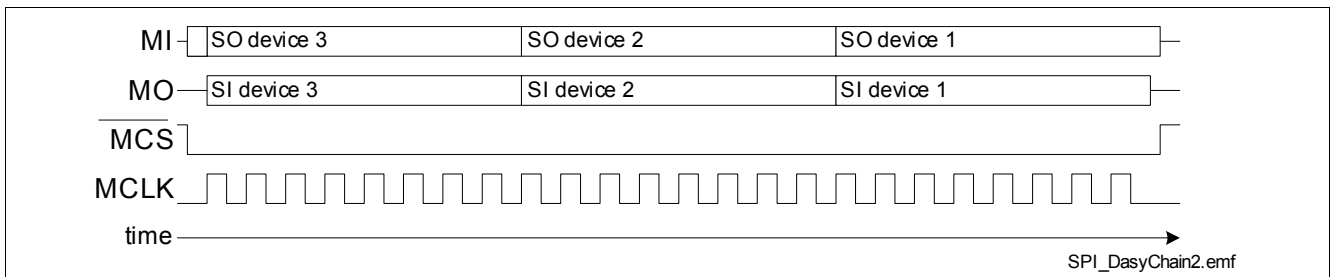 MI SO device 3 SO device 2 SO device 1
MO SI device 3 SI device 2 SI device 1
MCS
MCLK
time
SPI_DasyChain2.emf